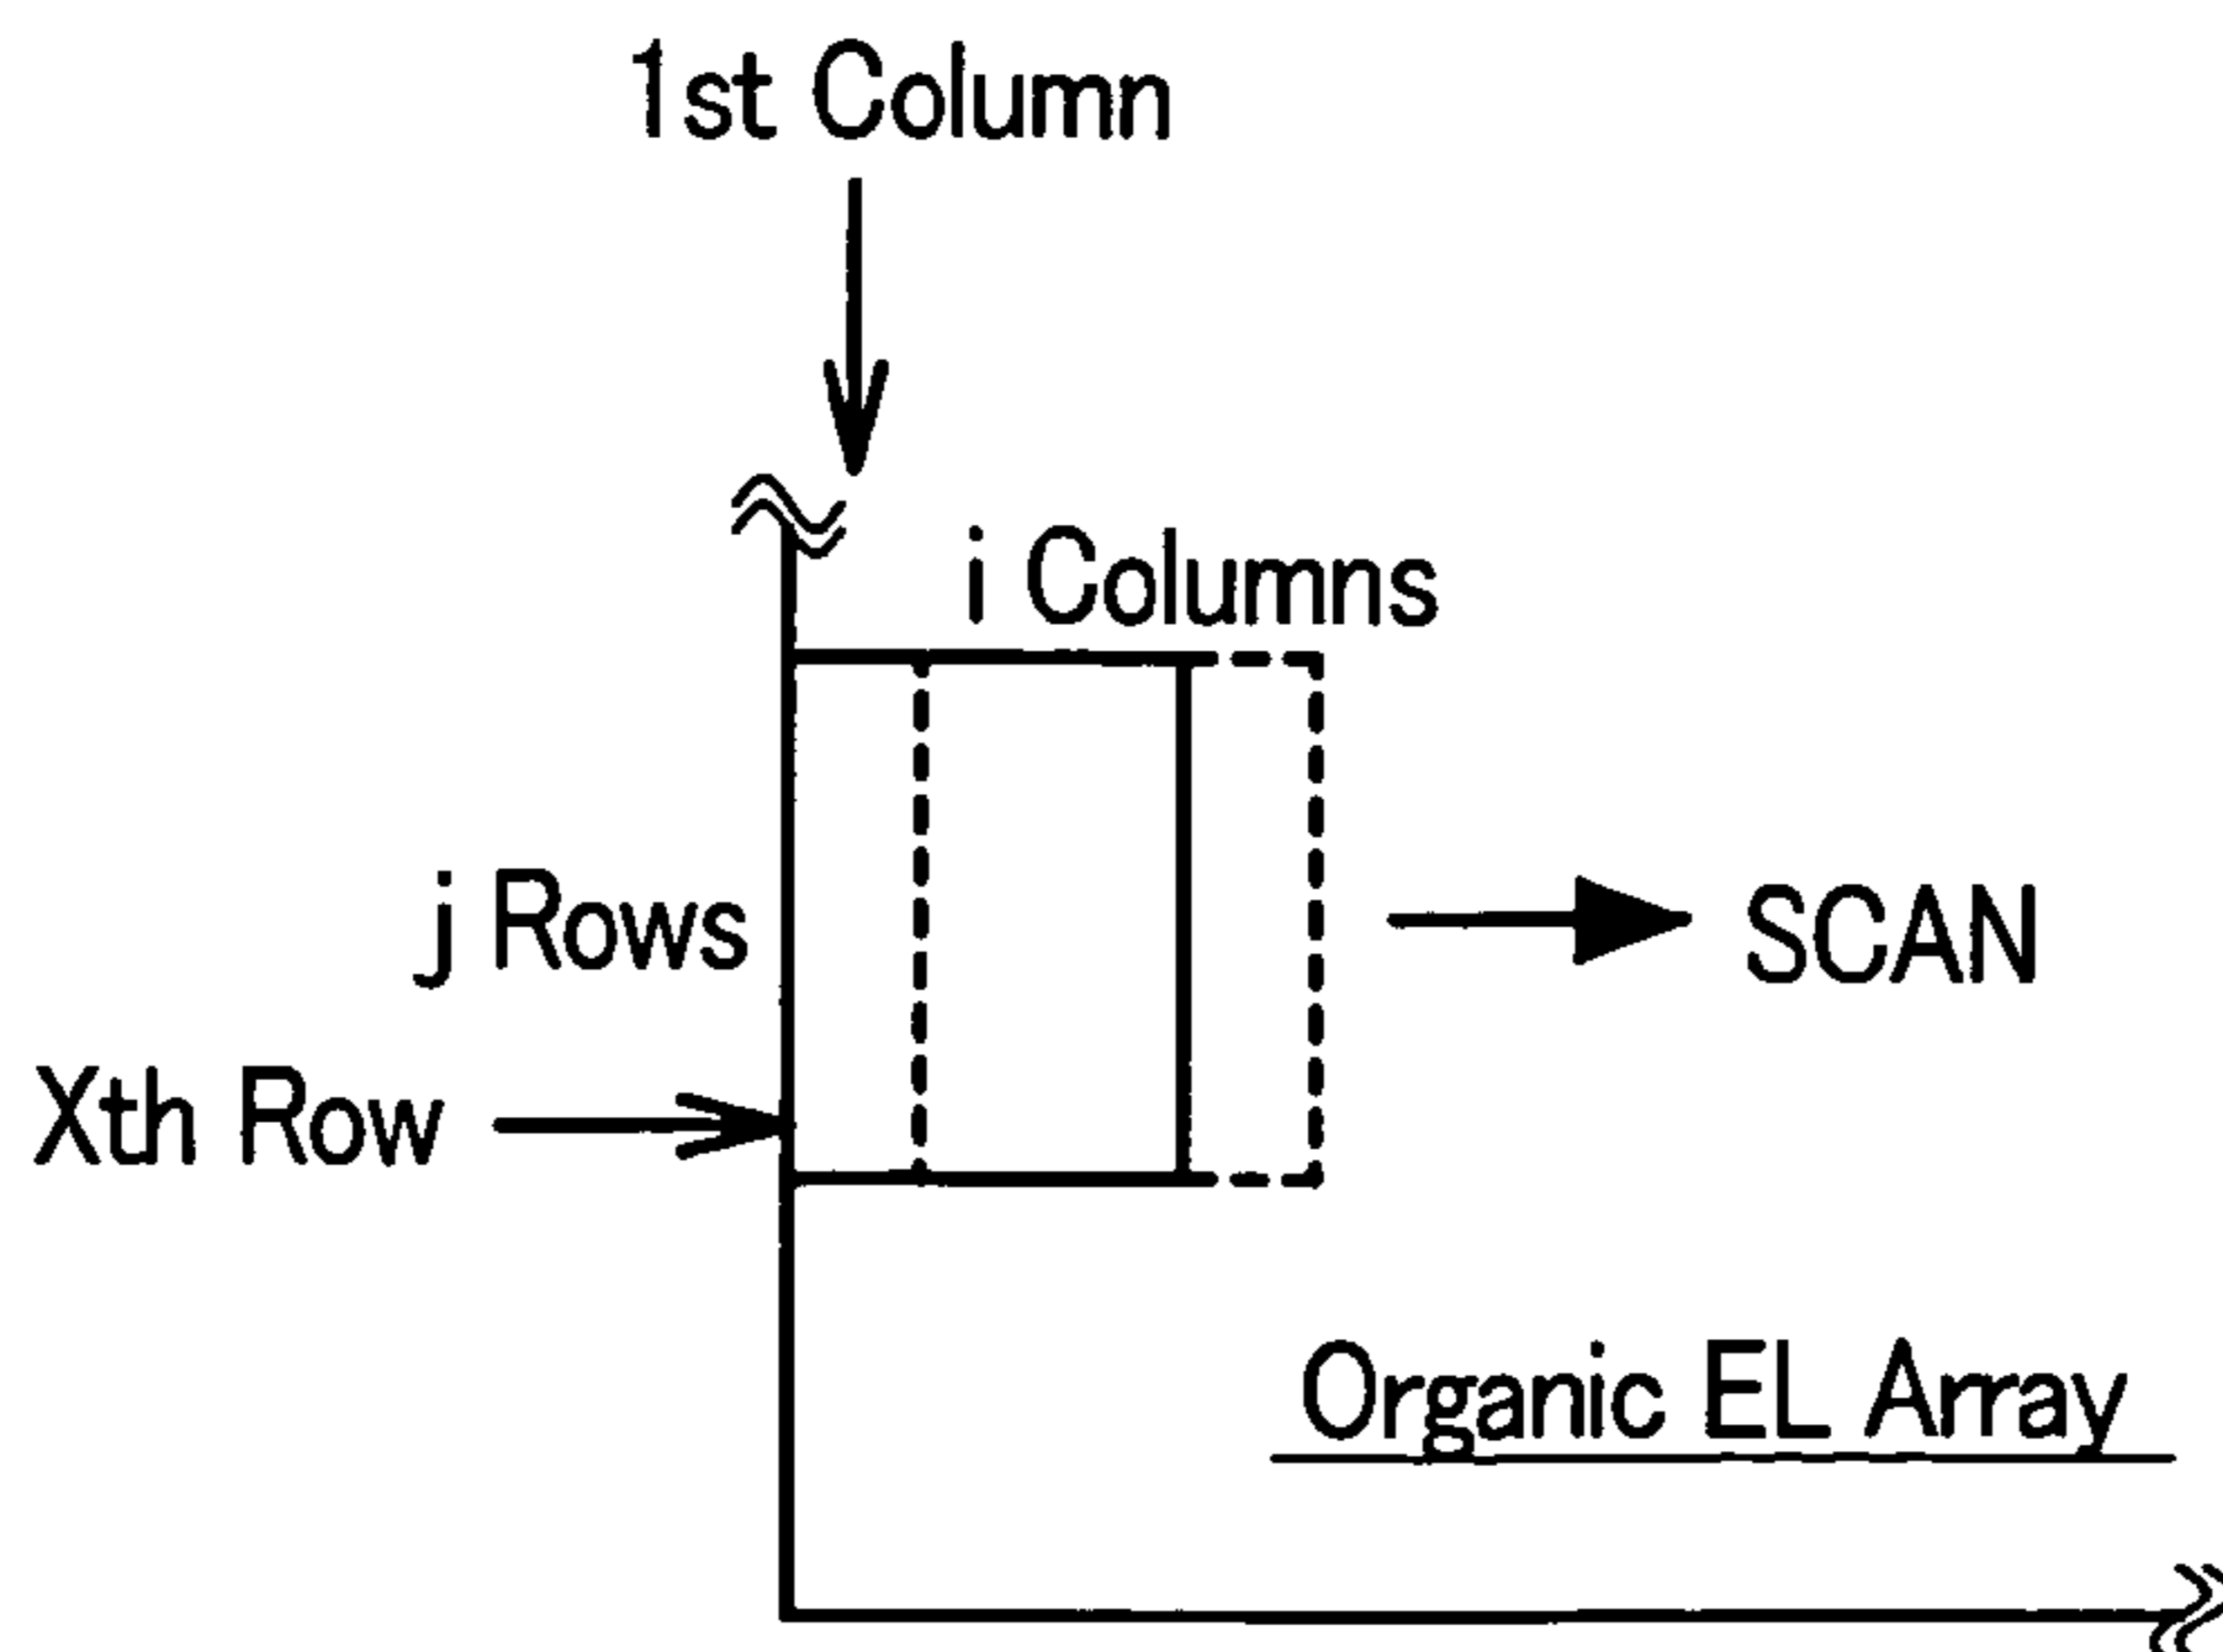 1st Column
i Columns
j Rows
SCAN
Xth Row
Organic EL Array